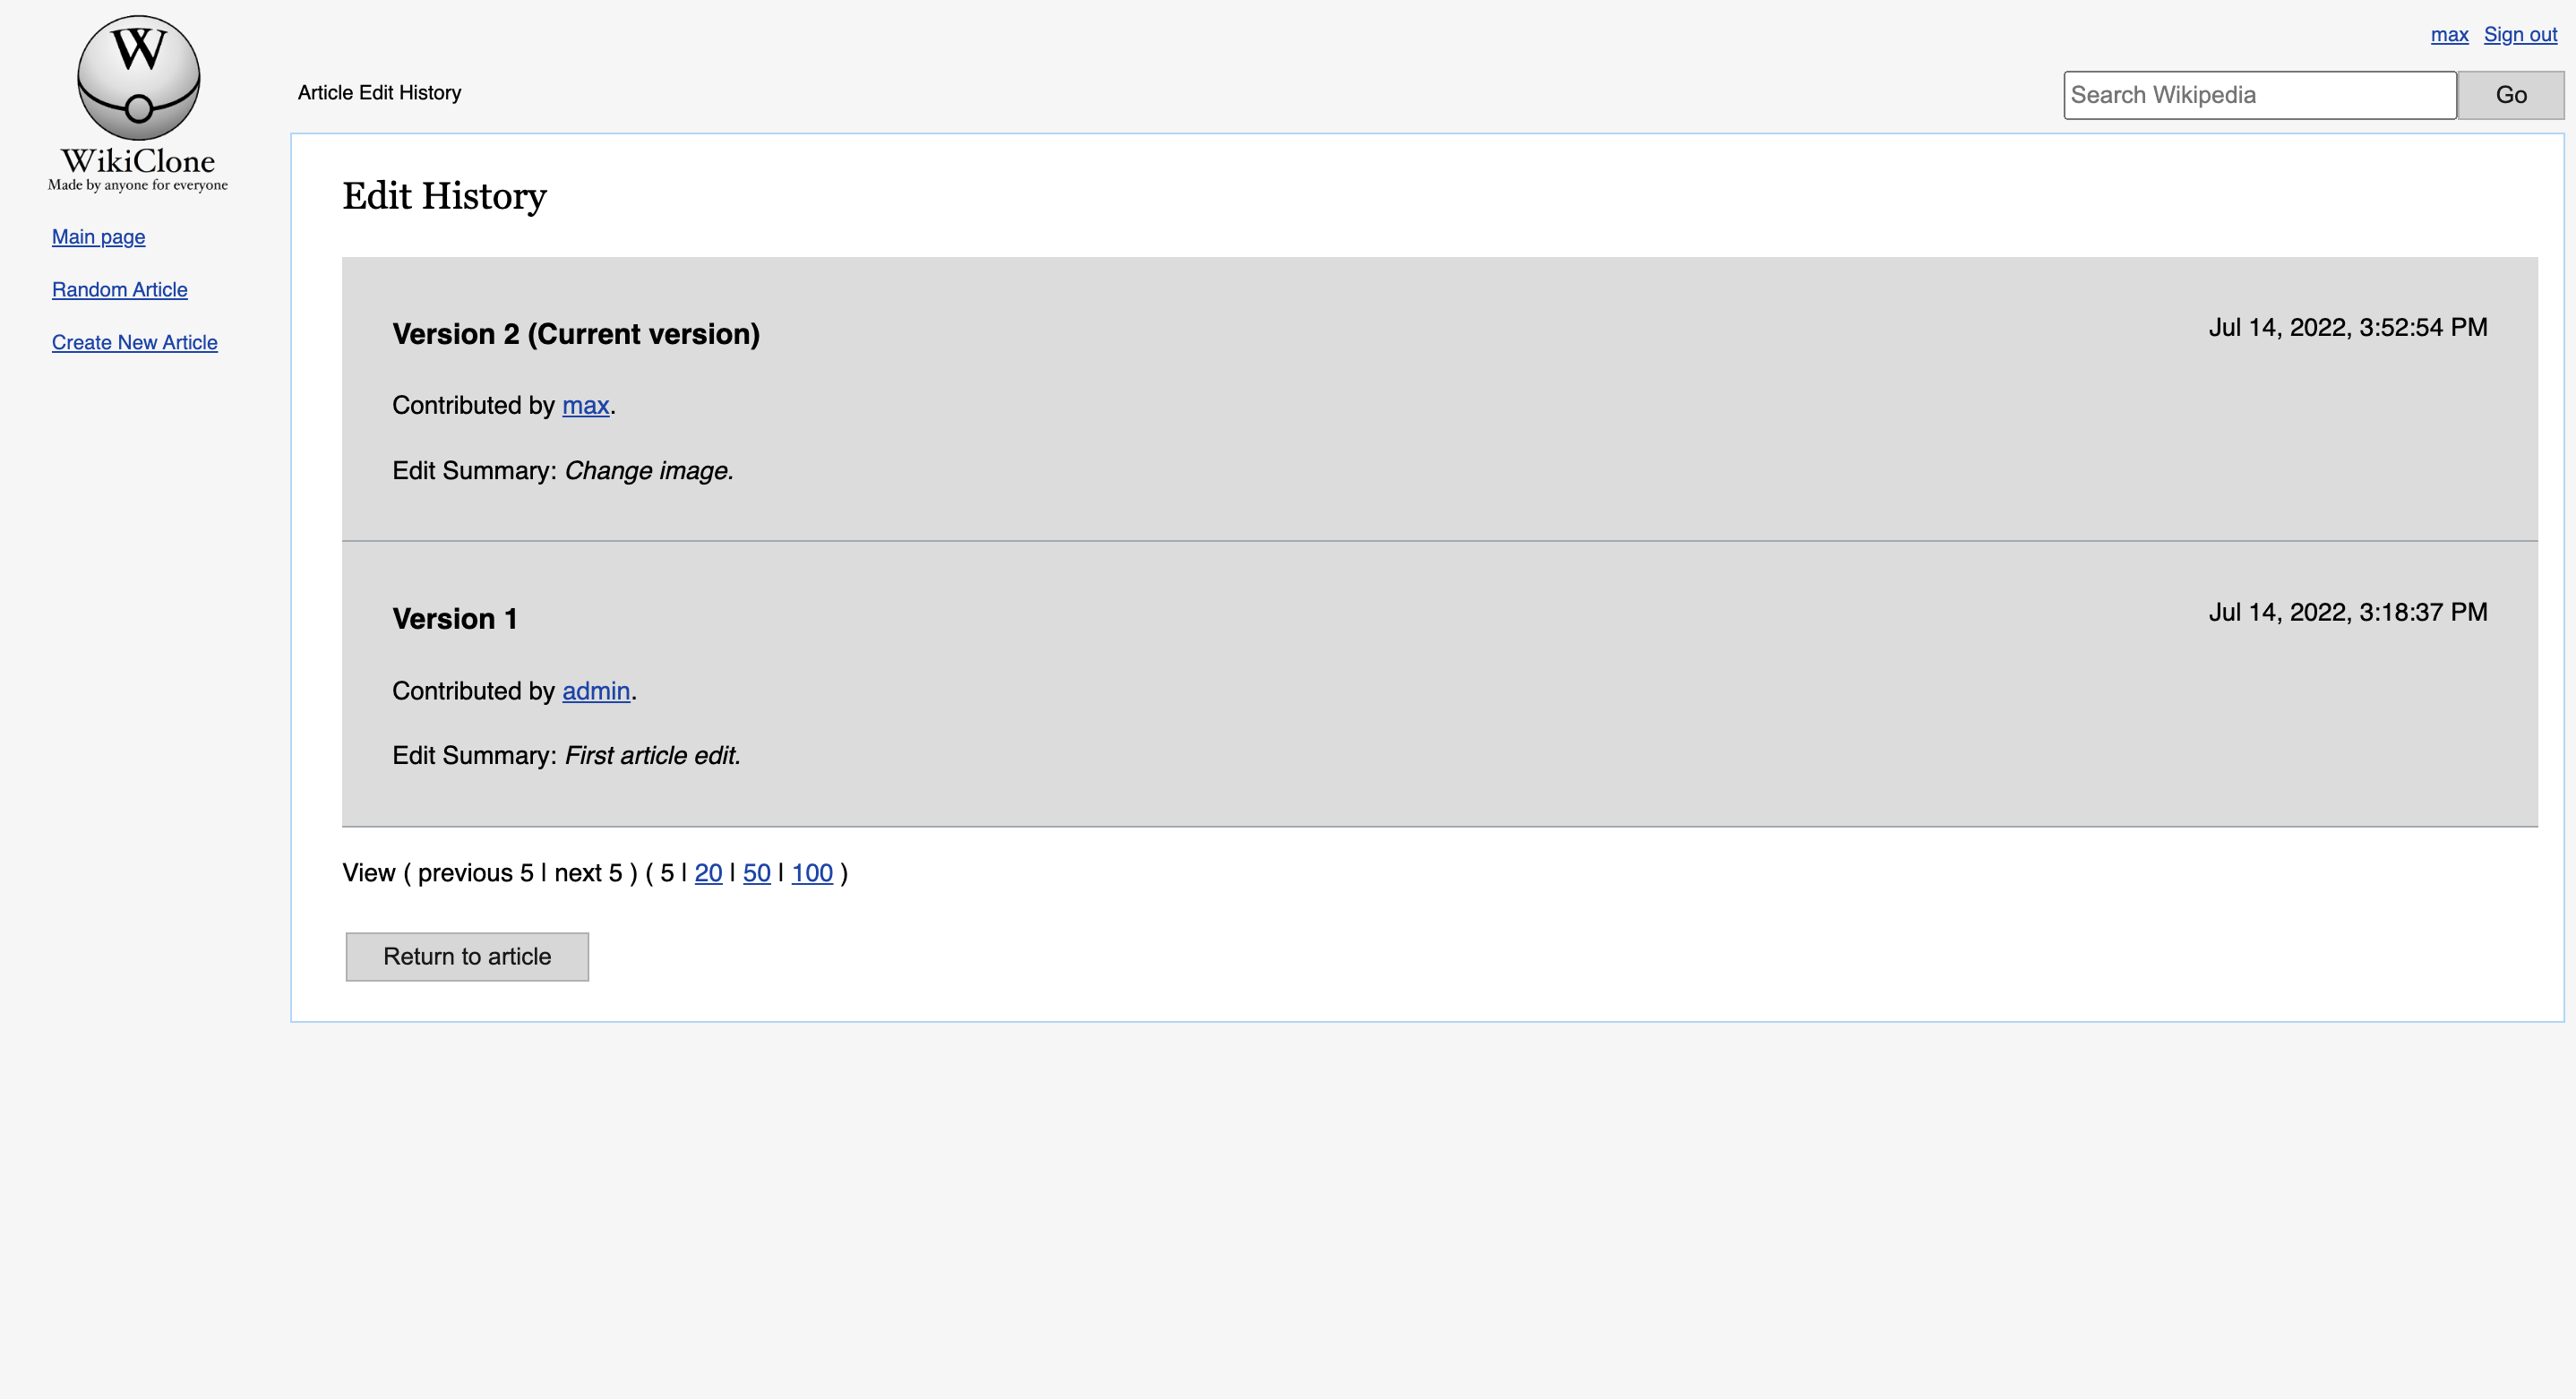 W
WikiClone
Made by anyone for everyone
Main page
Random Article
Create New Article
max Sign out
Article Edit History
Search Wikipedia Go
Edit History
Version 2 (Current version) Jul 14, 2022, 3:52:54 PM
Contributed by max.
Edit Summary: Change image.
Version 1 Jul 14, 2022, 3:18:37 PM
Contributed by admin.
Edit Summary: First article edit.
View ( previous 5 | next 5 ) ( 5 | 20 | 50 | 100 )
Return to article